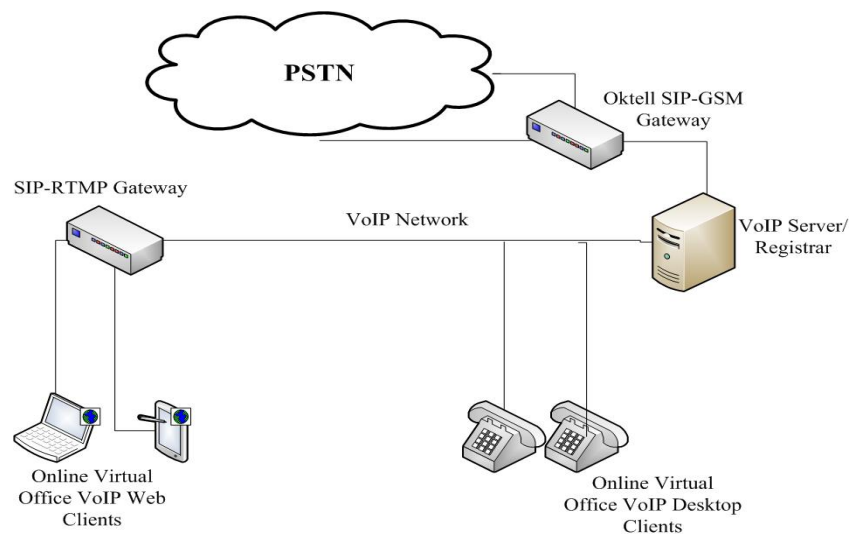 PSTN
Oktell SIP-GSM
Gateway
SIP-RTMP Gateway
VoIP Network
VoIP Server/
Registrar
Online Virtual
Office VoIP Web
Clients
Online Virtual
Office VoIP Desktop
Clients